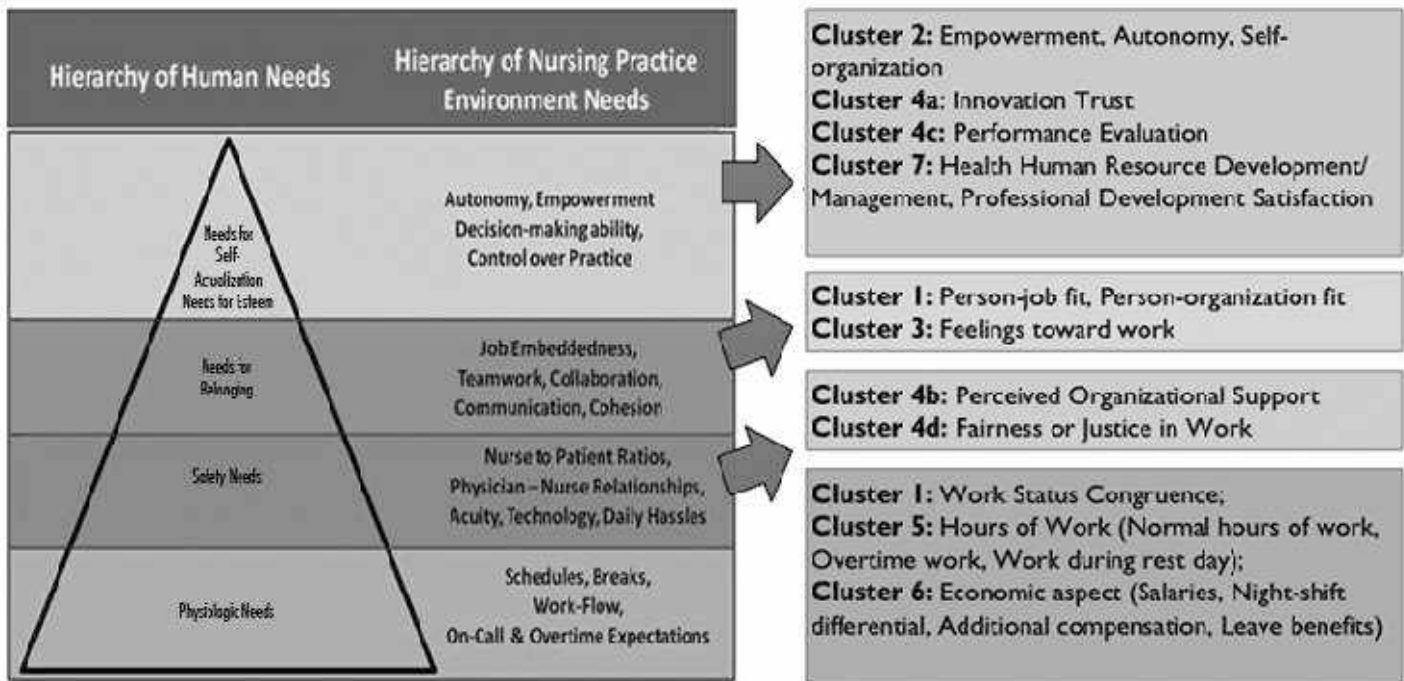 Hierarchy of Human Needs
Hierarchy of Nursing Practice
Environment Needs
Needs for
Self-
Acualization
Needs for Esteem
Autonomy, Empowerment
Decision-making ability,
Control over Practice
Needs for
Belonging
Job Embeddedness,
Teamwork, Collaboration,
Communication, Cohesion
Safety Needs
Nurse to Patient Ratios,
Physician – Nurse Relationships,
Acuity, Technology, Daily Hassles
Physiologic Needs
Schedules, Breaks,
Work-Flow,
On-Call & Overtime Expectations
Cluster 2: Empowerment, Autonomy, Self-
organization
Cluster 4a: Innovation Trust
Cluster 4c: Performance Evaluation
Cluster 7: Health Human Resource Development/
Management, Professional Development Satisfaction
Cluster 1: Person-job fit, Person-organization fit
Cluster 3: Feelings toward work
Cluster 4b: Perceived Organizational Support
Cluster 4d: Fairness or Justice in Work
Cluster 1: Work Status Congruence;
Cluster 5: Hours of Work (Normal hours of work,
Overtime work, Work during rest day);
Cluster 6: Economic aspect (Salaries, Night-shift
differential, Additional compensation, Leave benefits)